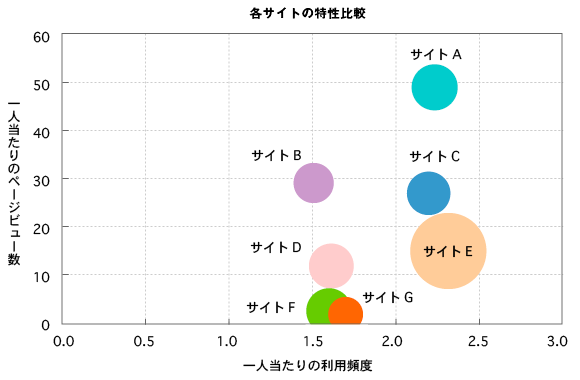 各サイトの特性比較
一人当たりのページビュー数
60
50
40
30
20
10
0
サイト A
サイト B
サイト C
サイト D
サイト E
サイト F
サイト G
0.0
0.5
1.0
1.5
2.0
2.5
3.0
一人当たりの利用頻度